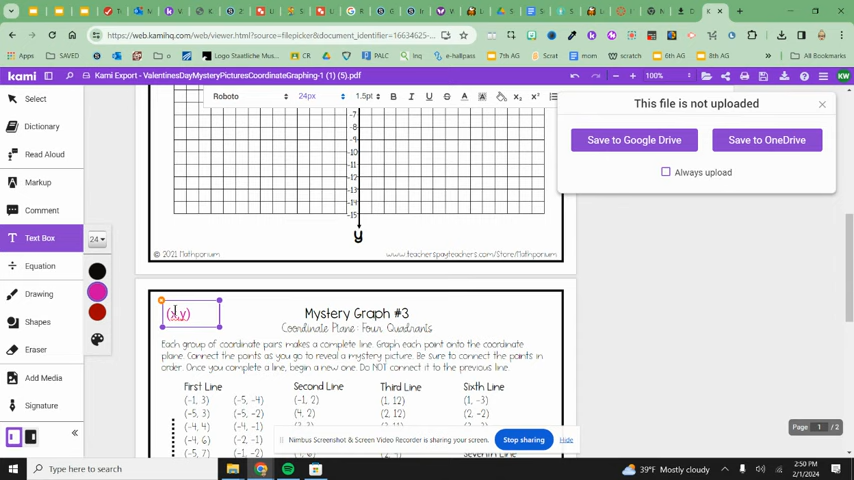 https://web.kamihq.com/web/viewer.html?source=filepicker&document_identifier=16634625-...
Apps
SAVED
Logo Staatliche Mus...
CR
PALC
Inky
e-hallpass
7th AG
Scrat
mom
scratch
6th AG
8th AG
All Bookmarks
kami
Kami Export - ValentinesDayMysteryPicturesCoordinateGraphing-1 (1) (5).pdf
100%
KW
Select
Dictionary
Read Aloud
Markup
Comment
Text Box
Equation
Drawing
Shapes
Eraser
Add Media
Signature
24
Roboto
24px
1.5pt
B I U S A A X₂ X²
This file is not uploaded
Save to Google Drive
Save to OneDrive
Always upload
-7
-8
-9
-10
-11
-12
-13
-14
-15
y
© 2021 Mathporium
www.teacherspayteachers.com/Store/Mathporium
(x,y)
Mystery Graph #3
Coordinate Plane: Four Quadrants
Each group of coordinate pairs makes a complete line. Graph each point onto the coordinate
plane. Connect the points as you go to reveal a mystery picture. Be sure to connect the points in
order. Once you complete a line, begin a new one. Do NOT connect it to the previous line.
First Line Second Line Third Line Sixth Line
(-1, 3) (-5, -4) (-1, 2) (1, 12) (1, -3)
(-5, 3) (-5, -2) (4, 2) (2, 12) (2, -2)
(-4, 4) (-4, -1)
(-4, 6) (-2, -1)
(-5, 7)
Nimbus Screenshot & Screen Video Recorder is sharing your screen.
Stop sharing
Hide
Page 1 / 2
Type here to search
39°F Mostly cloudy
2:50 PM
2/1/2024